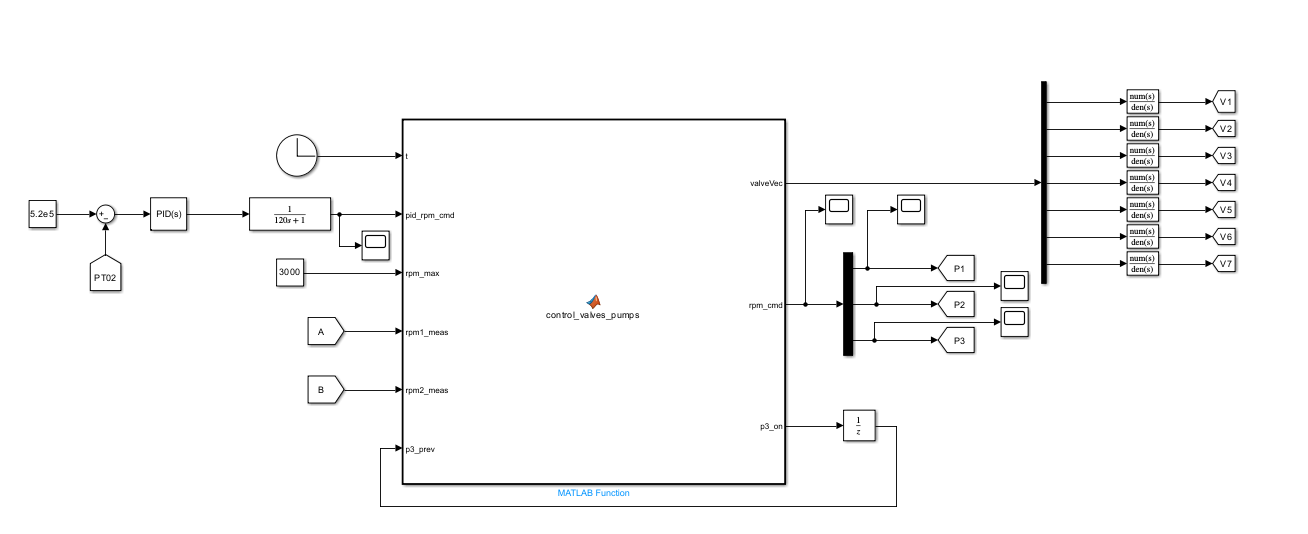 t
pid_rpm_cmd
rpm_max
rpm1_meas
rpm2_meas
p3_prev
valveVec
rpm_cmd
p3_on
control_valves_pumps
MATLAB Function
5.2e5
+
−
PT02
PID(s)
1
120s+1
3000
A
B
P1
P2
P3
1
z
num(s)
den(s)
V1
num(s)
den(s)
V2
num(s)
den(s)
V3
num(s)
den(s)
V4
num(s)
den(s)
V5
num(s)
den(s)
V6
num(s)
den(s)
V7